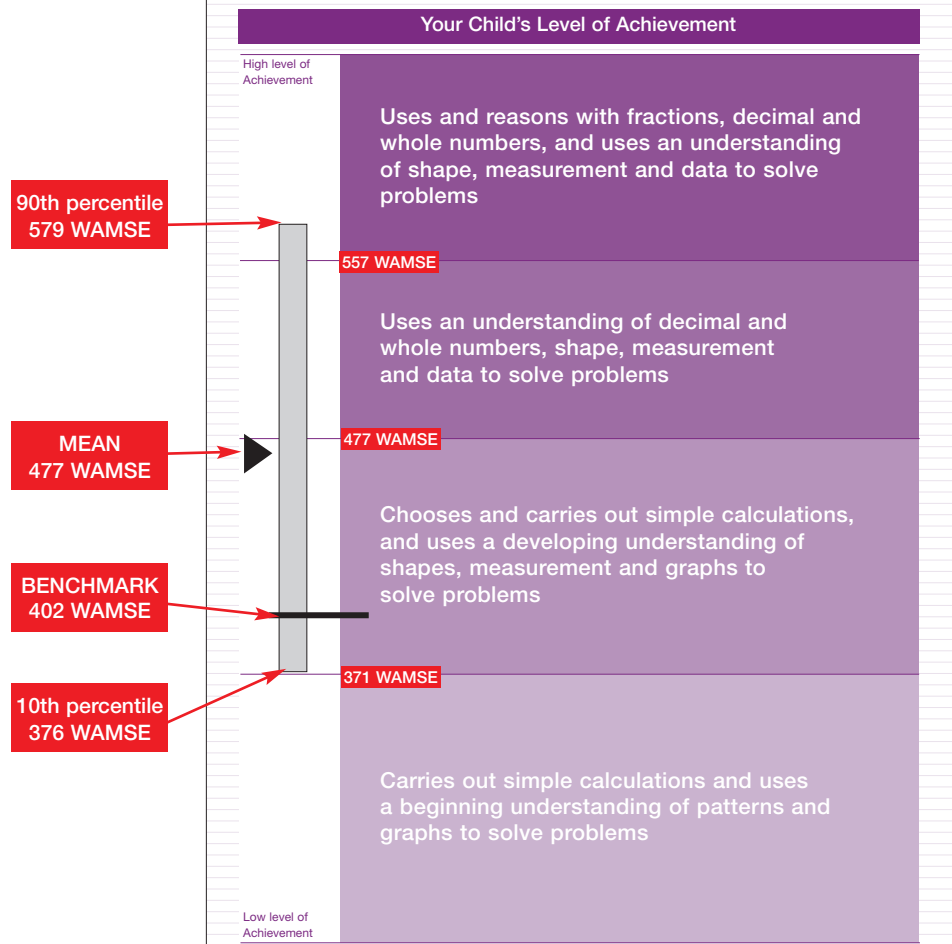 Your Child's Level of Achievement
High level of
Achievement
Uses and reasons with fractions, decimal and
whole numbers, and uses an understanding
of shape, measurement and data to solve
problems
90th percentile
579 WAMSE
557 WAMSE
Uses an understanding of decimal and
whole numbers, shape, measurement
and data to solve problems
MEAN
477 WAMSE
477 WAMSE
Chooses and carries out simple calculations,
and uses a developing understanding of
shapes, measurement and graphs to
solve problems
BENCHMARK
402 WAMSE
371 WAMSE
10th percentile
376 WAMSE
Carries out simple calculations and uses
a beginning understanding of patterns and
graphs to solve problems
Low level of
Achievement